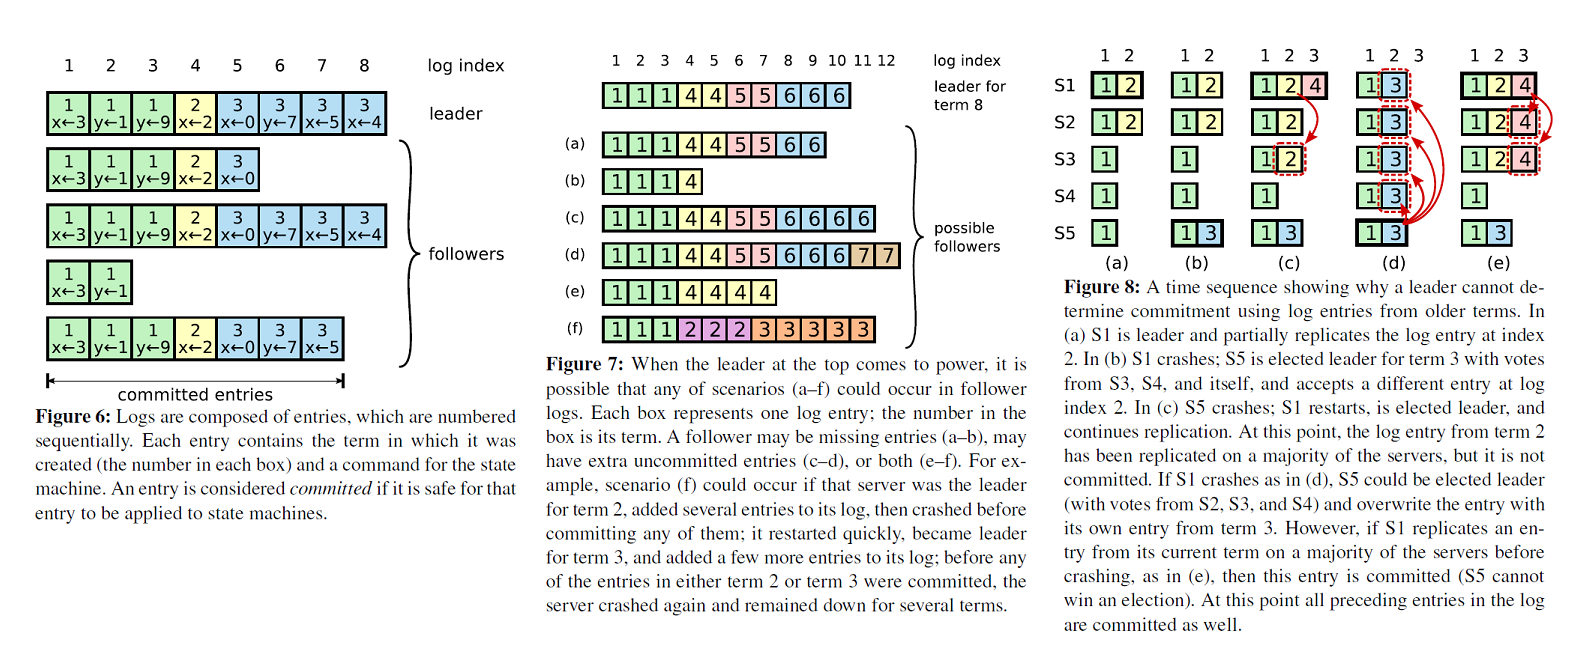 1 2 3 4 5 6 7 8 log index
1 1 1 2 3 3 3 3
x←3 y←1 y←9 x←2 x←0 y←7 x←5 x←4
leader
1 1 1 2 3
x←3 y←1 y←9 x←2 x←0
1 1 1 2 3 3 3 3
x←3 y←1 y←9 x←2 x←0 y←7 x←5 x←4
followers
1 1
x←3 y←1
1 1 1 2 3 3 3
x←3 y←1 y←9 x←2 x←0 y←7 x←5
committed entries
Figure 6: Logs are composed of entries, which are numbered
sequentially. Each entry contains the term in which it was
created (the number in each box) and a command for the state
machine. An entry is considered committed if it is safe for that
entry to be applied to state machines.
1 2 3 4 5 6 7 8 9 10 11 12 log index
1 1 1 4 4 5 5 6 6 6
leader for
term 8
(a) 1 1 1 4 4 5 5 6 6
(b) 1 1 1 4
(c) 1 1 1 4 4 5 5 6 6 6 6
(d) 1 1 1 4 4 5 5 6 6 6 7 7
(e) 1 1 1 4 4 4 4
(f) 1 1 1 2 2 2 3 3 3 3 3
possible
followers
Figure 7: When the leader at the top comes to power, it is
possible that any of scenarios (a–f) could occur in follower
logs. Each box represents one log entry; the number in the
box is its term. A follower may be missing entries (a–b), may
have extra uncommitted entries (c–d), or both (e–f). For ex-
ample, scenario (f) could occur if that server was the leader
for term 2, added several entries to its log, then crashed before
committing any of them; it restarted quickly, became leader
for term 3, and added a few more entries to its log; before any
of the entries in either term 2 or term 3 were committed, the
server crashed again and remained down for several terms.
1 2 1 2 1 2 3 1 2 3 1 2 3
S1 1 2 1 2 1 2 4 1 3 1 2 4
S2 1 2 1 2 1 2 1 3 1 2 4
S3 1 1 1 2 1 3 1 2 4
S4 1 1 1 1 3 1
S5 1 1 3 1 3 1 3 1 3
(a) (b) (c) (d) (e)
Figure 8: A time sequence showing why a leader cannot de-
termine commitment using log entries from older terms. In
(a) S1 is leader and partially replicates the log entry at index
2. In (b) S1 crashes; S5 is elected leader for term 3 with votes
from S3, S4, and itself, and accepts a different entry at log
index 2. In (c) S5 crashes; S1 restarts, is elected leader, and
continues replication. At this point, the log entry from term 2
has been replicated on a majority of the servers, but it is not
committed. If S1 crashes as in (d), S5 could be elected leader
(with votes from S2, S3, and S4) and overwrite the entry with
its own entry from term 3. However, if S1 replicates an en-
try from its current term on a majority of the servers before
crashing, as in (e), then this entry is committed (S5 cannot
win an election). At this point all preceding entries in the log
are committed as well.